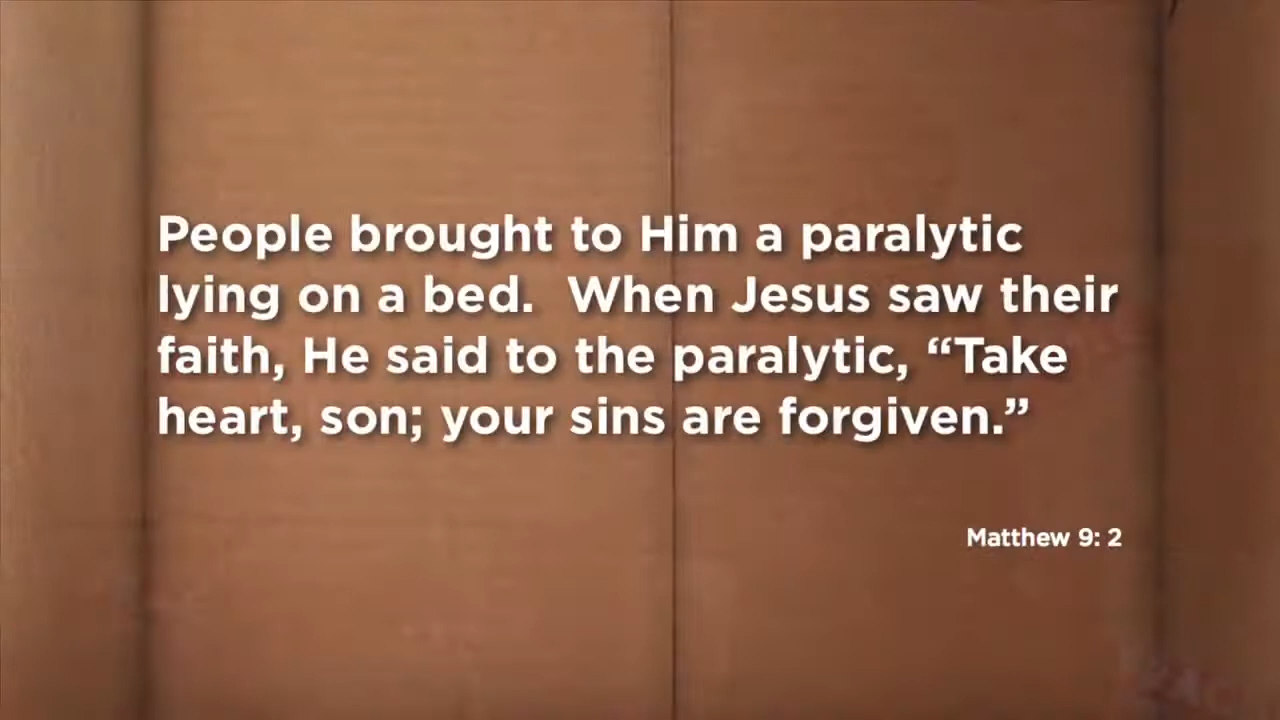 People brought to Him a paralytic
lying on a bed.  When Jesus saw their
faith, He said to the paralytic, “Take
heart, son; your sins are forgiven.”
Matthew 9: 2